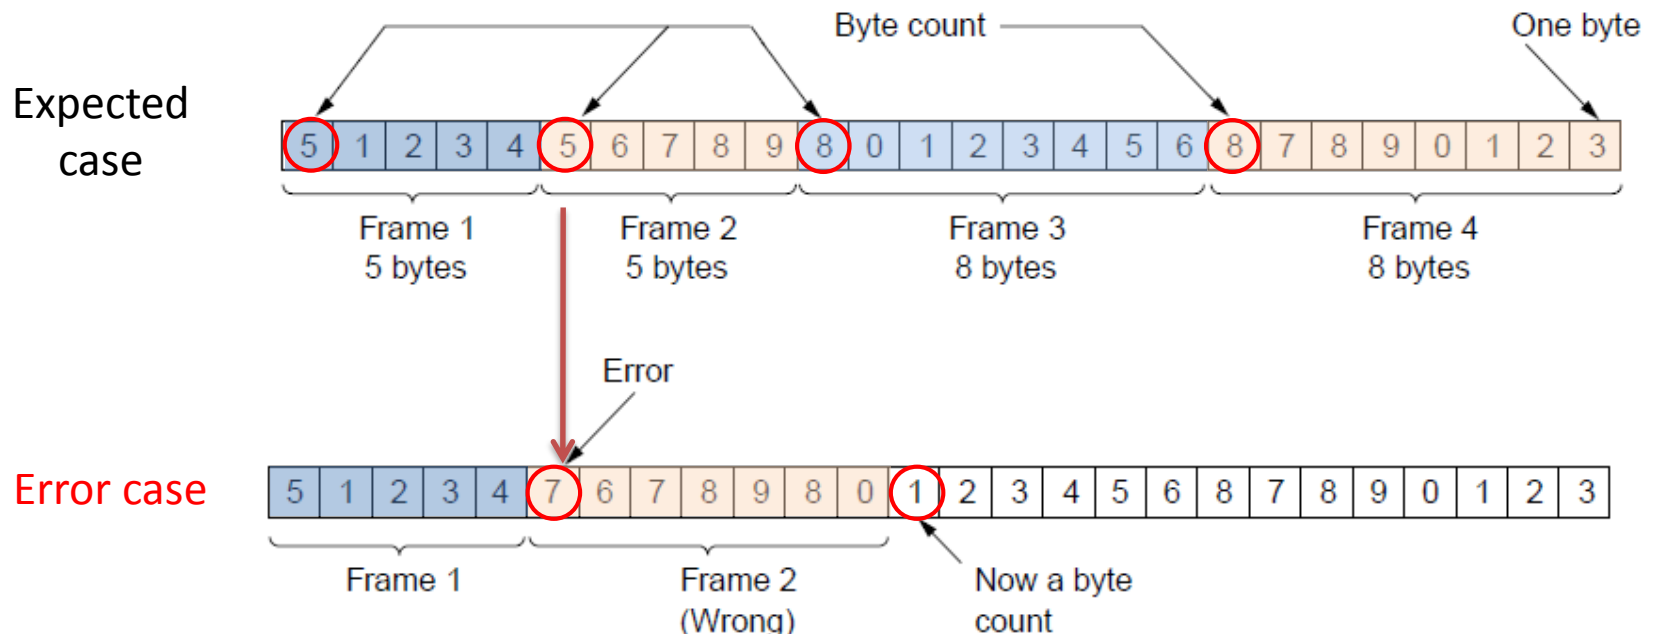 Byte count
One byte
Expected
case
5 1 2 3 4 5 6 7 8 9 8 0 1 2 3 4 5 6 8 7 8 9 0 1 2 3
Frame 1
5 bytes
Frame 2
5 bytes
Frame 3
8 bytes
Frame 4
8 bytes
Error
Error case
5 1 2 3 4 7 6 7 8 9 8 0 1 2 3 4 5 6 8 7 8 9 0 1 2 3
Frame 1
Frame 2
(Wrong)
Now a byte
count